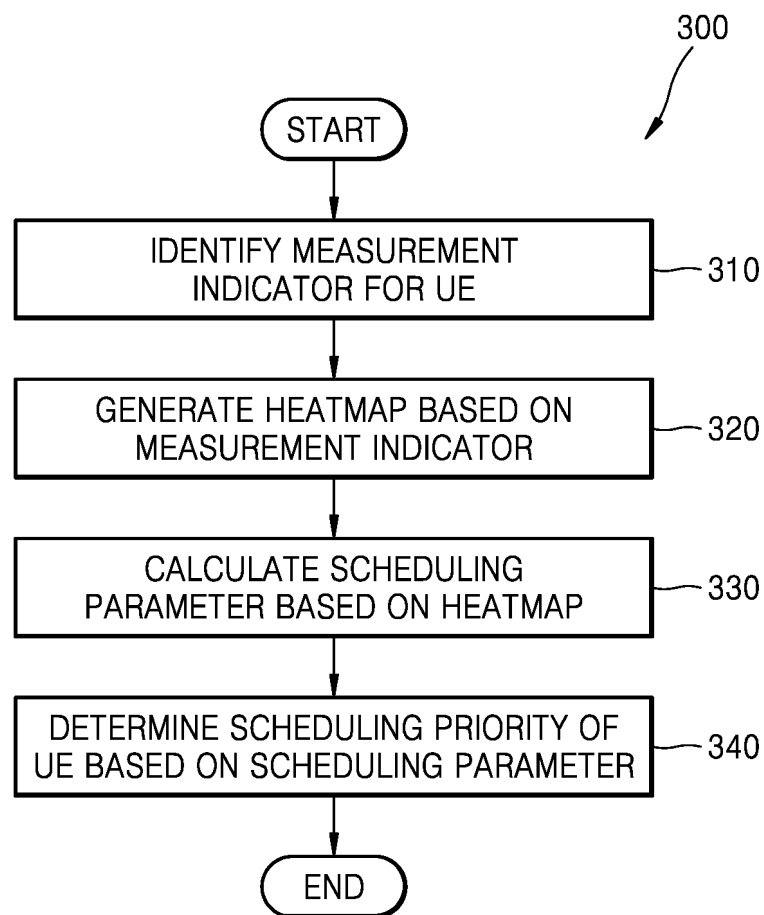 300
START
IDENTIFY MEASUREMENT
INDICATOR FOR UE
310
GENERATE HEATMAP BASED ON
MEASUREMENT INDICATOR
320
CALCULATE SCHEDULING
PARAMETER BASED ON HEATMAP
330
DETERMINE SCHEDULING PRIORITY OF
UE BASED ON SCHEDULING PARAMETER
340
END